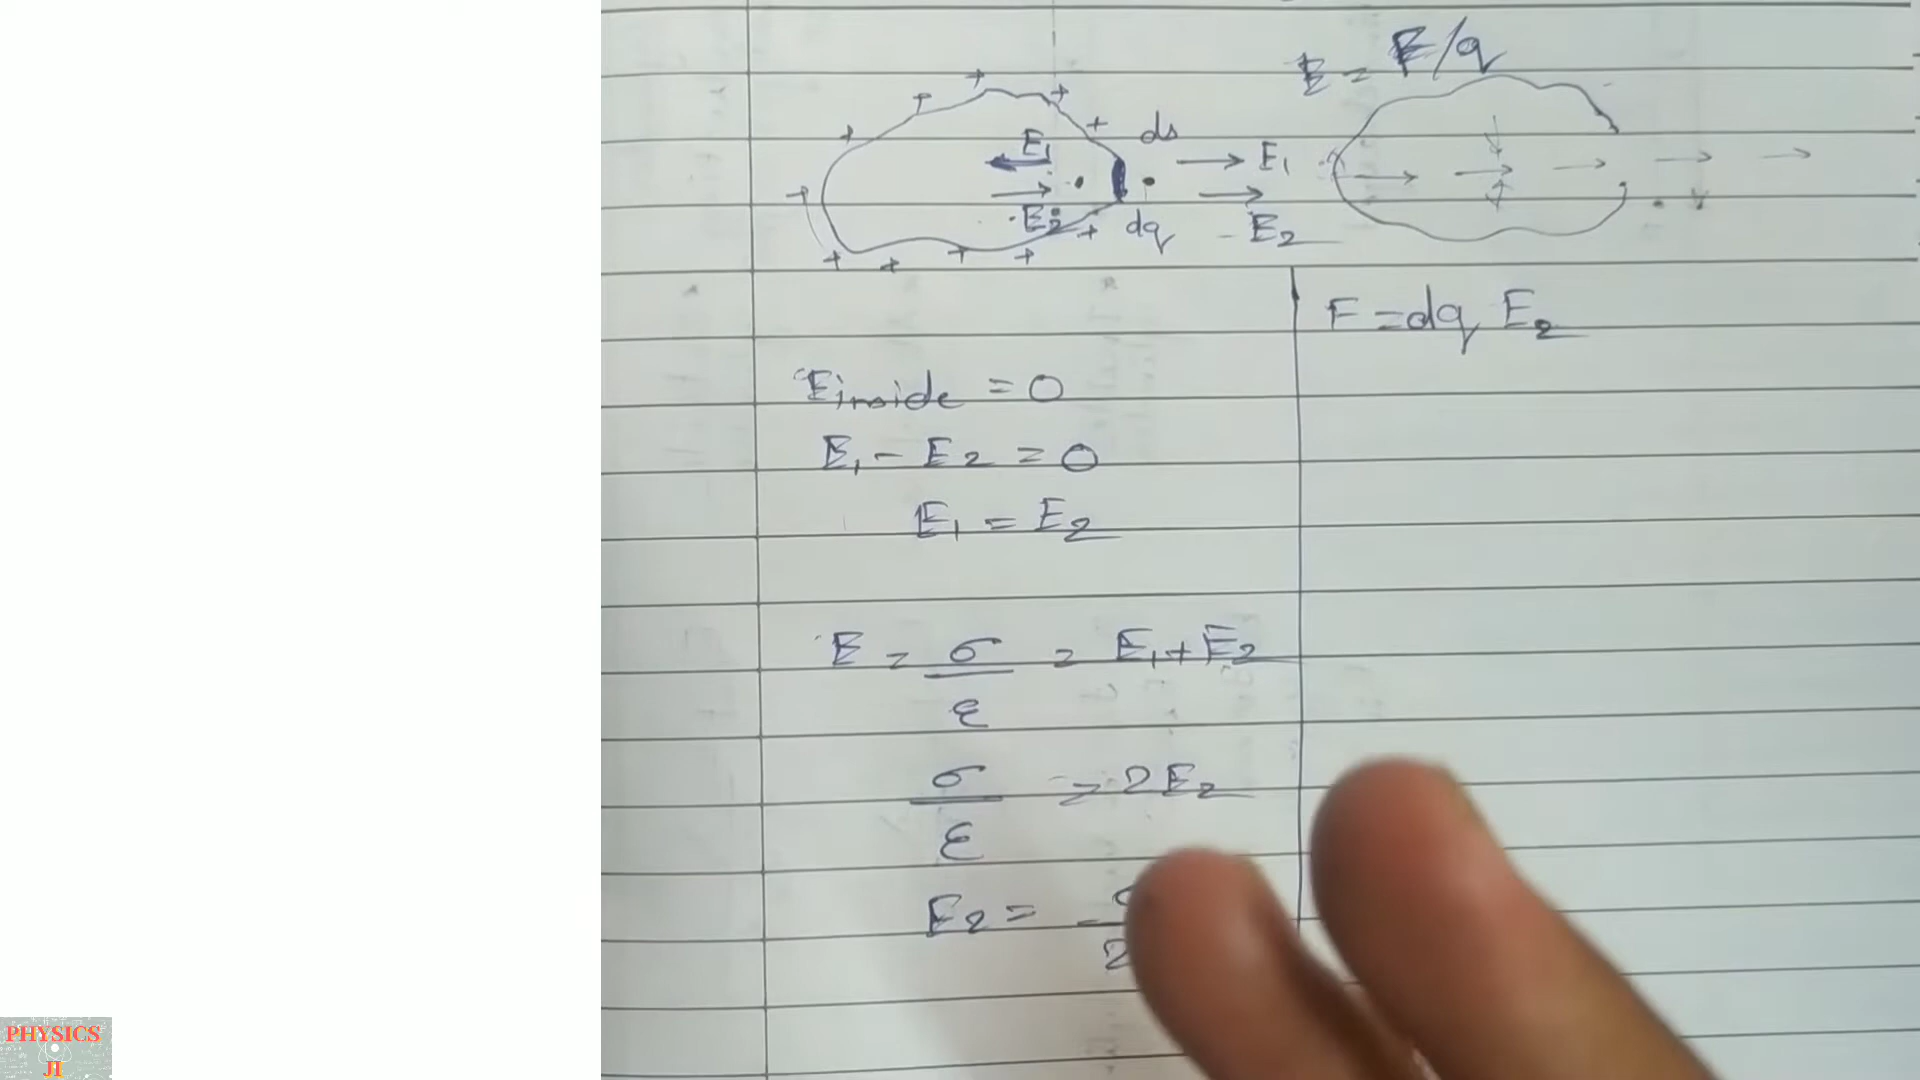 E = F/q
ds
E₁
E₁
E₂
dq
E₂
F = dq E₂
Einside = 0
E₁ - E₂ = 0
E₁ = E₂
E = σ/ε = E₁ + E₂
σ/ε = 2E₂
E₂ =
2
PHYSICS
JI